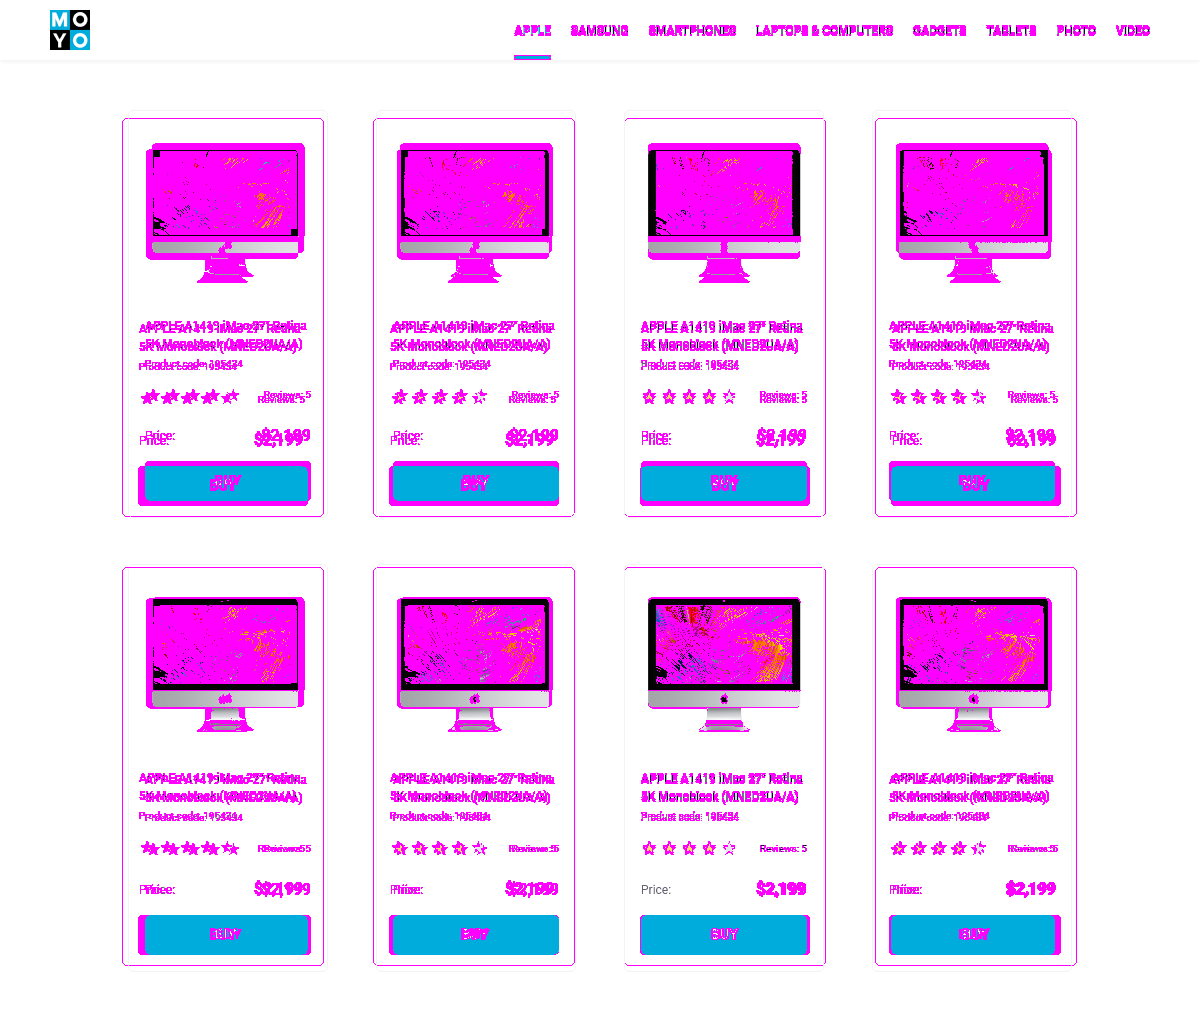 MO
YO
APPLE SAMSUNG SMARTPHONES LAPTOPS & COMPUTERS GADGETS TABLETS PHOTO VIDEO
APPLE A1419 iMac 27" Retina APPLE A1419 iMac 27" Retina APPLE A1419 iMac 27" Retina APPLE A1419 iMac 27" Retina
5K Monoblock (MNED2UA/A) 5K Monoblock (MNED2UA/A) 5K Monoblock (MNED2UA/A) 5K Monoblock (MNED2UA/A)
Product code: 195434 Product code: 195434 Product code: 195434 Product code: 195434
Reviews: 5 Reviews: 5 Reviews: 5 Reviews: 5
Price: $2,199 Price: $2,199 Price: $2,199 Price: $2,199
BUY BUY BUY BUY
APPLE A1419 iMac 27" Retina APPLE A1419 iMac 27" Retina APPLE A1419 iMac 27" Retina APPLE A1419 iMac 27" Retina
5K Monoblock (MNED2UA/A) 5K Monoblock (MNED2UA/A) 5K Monoblock (MNED2UA/A) 5K Monoblock (MNED2UA/A)
Product code: 195434 Product code: 195434 Product code: 195434 Product code: 195434
Reviews: 5 Reviews: 5 Reviews: 5 Reviews: 5
Price: $2,199 Price: $2,199 Price: $2,199 Price: $2,199
BUY BUY BUY BUY